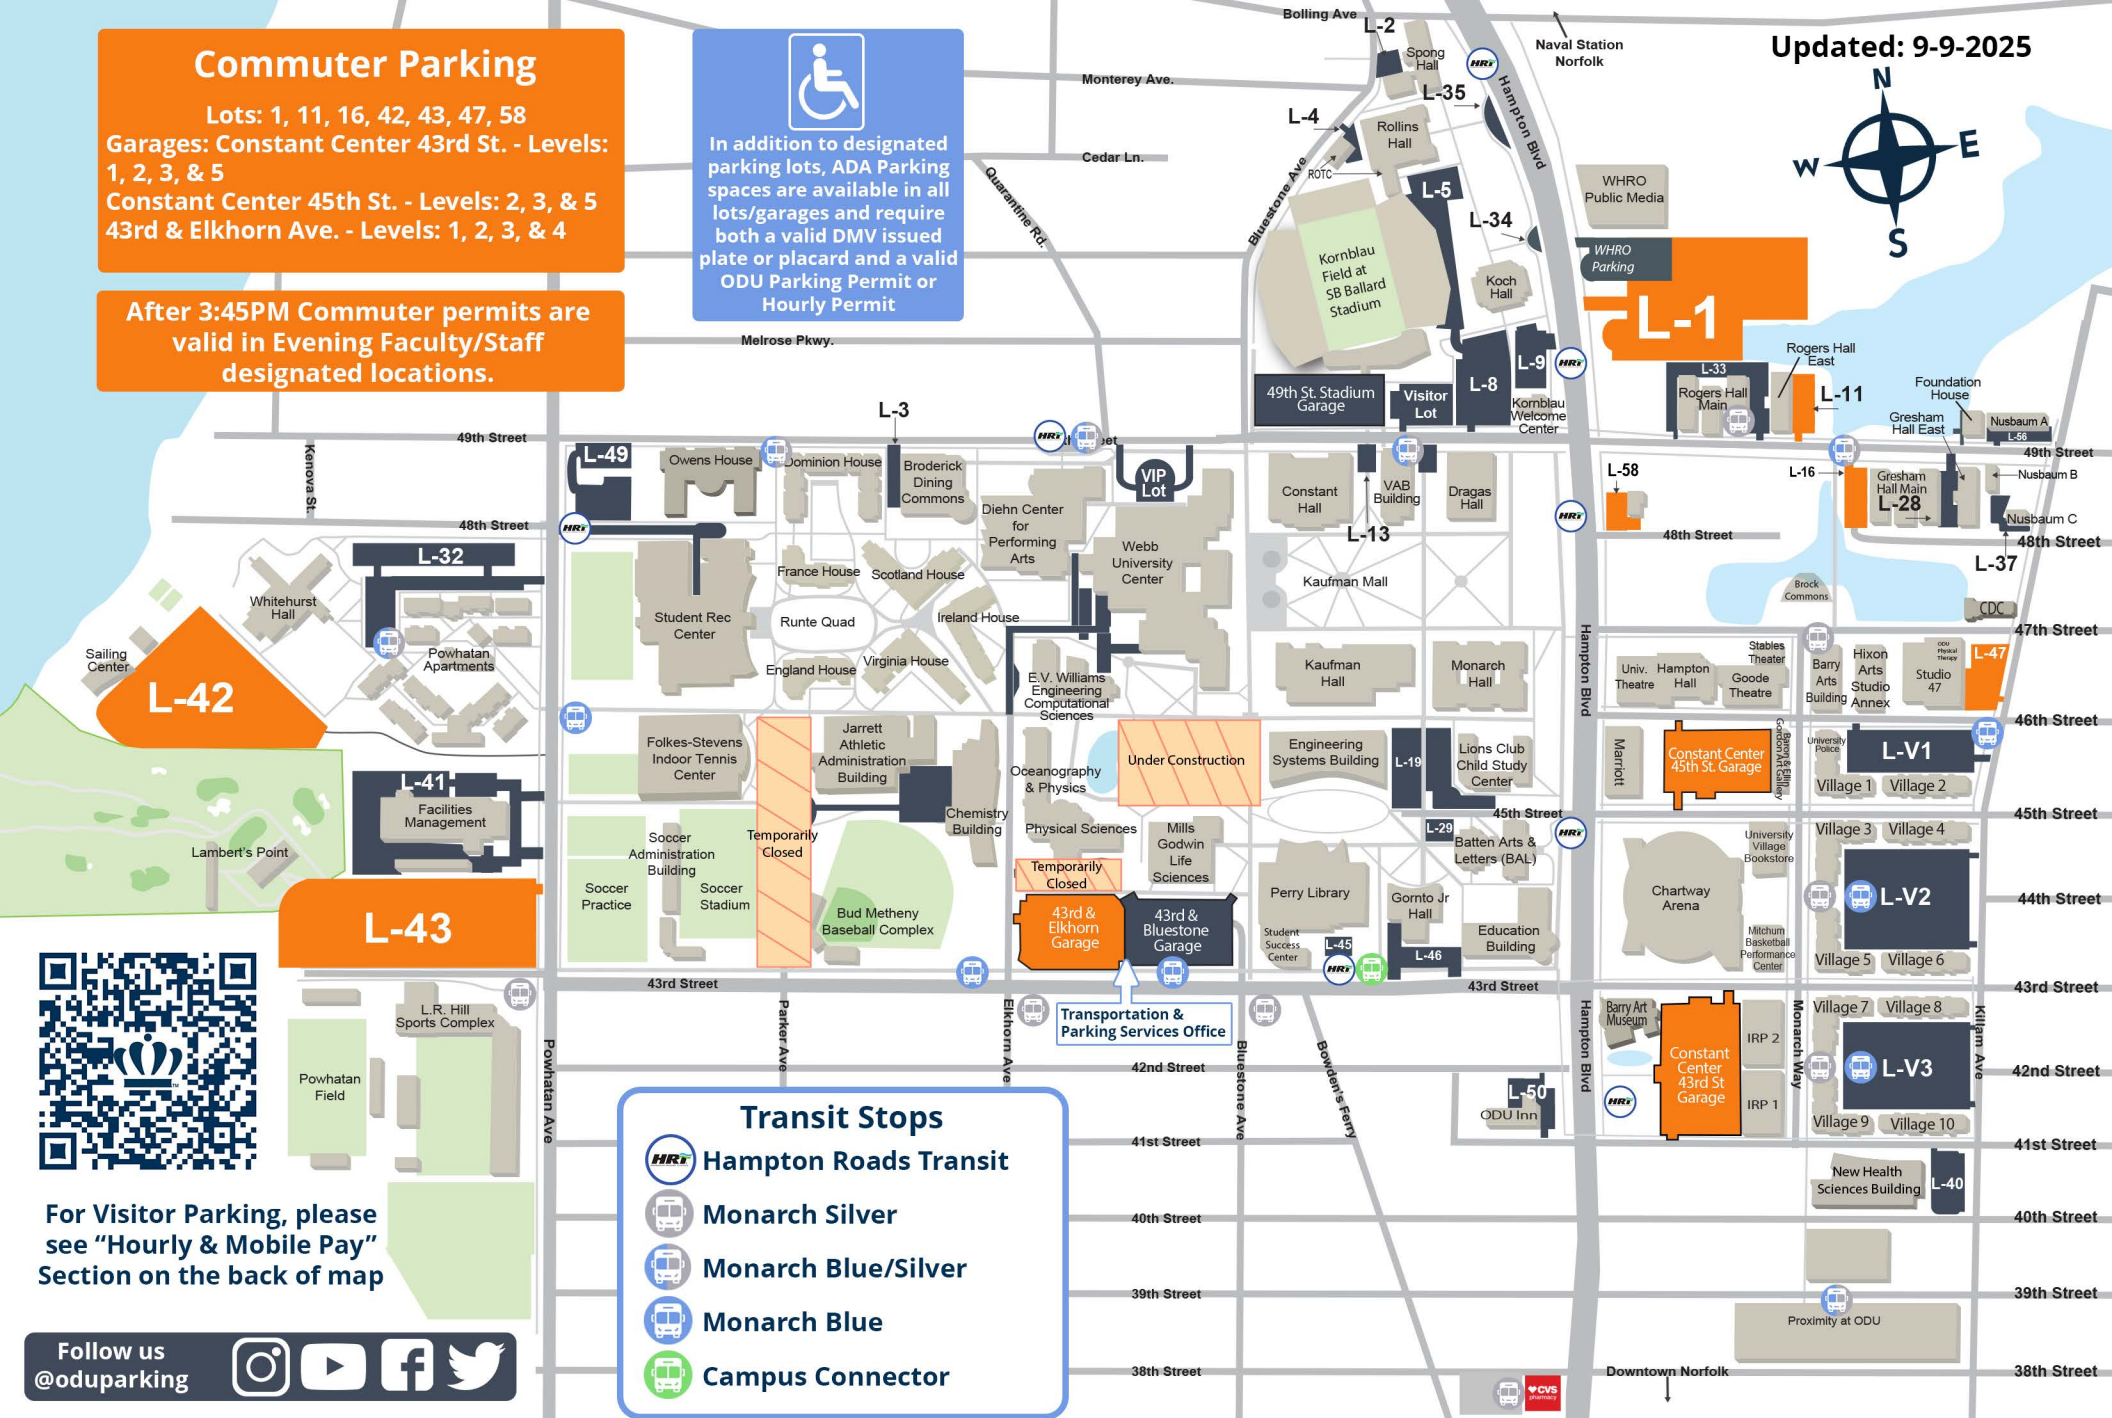 Commuter Parking
Lots: 1, 11, 16, 42, 43, 47, 58
Garages: Constant Center 43rd St. - Levels:
1, 2, 3, & 5
Constant Center 45th St. - Levels: 2, 3, & 5
43rd & Elkhorn Ave. - Levels: 1, 2, 3, & 4
After 3:45PM Commuter permits are
valid in Evening Faculty/Staff
designated locations.
In addition to designated
parking lots, ADA Parking
spaces are available in all
lots/garages and require
both a valid DMV issued
plate or placard and a valid
ODU Parking Permit or
Hourly Permit
Updated: 9-9-2025
N
E
S
W
Bolling Ave
L-2
Spong
Hall
HRT
Naval Station
Norfolk
Monterey Ave.
L-35
Hampton Blvd
L-4
Rollins
Hall
Cedar Ln.
ROTC
Quarantine Rd.
Bluestone Ave
L-5
L-34
WHRO
Public Media
WHRO
Parking
Kornblau
Field at
SB Ballard
Stadium
Koch
Hall
L-1
Melrose Pkwy.
L-9
HRT
L-8
49th St. Stadium
Garage
Visitor
Lot
Kornblau
Welcome
Center
L-33
Rogers Hall
Main
Rogers Hall
East
L-11
Foundation
House
Gresham
Hall East
Nusbaum A
L-56
49th Street
L-3
49th Street
HRT
Kenova St.
L-49
Owens House
Dominion House
Broderick
Dining
Commons
VIP
Lot
Constant
Hall
VAB
Building
Dragas
Hall
L-13
L-58
L-16
Gresham
Hall Main
L-28
Nusbaum B
Nusbaum C
L-37
48th Street
HRT
HRT
48th Street
48th Street
Diehn Center
for
Performing
Arts
Webb
University
Center
L-32
Whitehurst
Hall
France House
Scotland House
Kaufman Mall
Brock
Commons
CDC
Student Rec
Center
Runte Quad
Ireland House
47th Street
Sailing
Center
Powhatan
Apartments
England House
Virginia House
E.V. Williams
Engineering
Computational
Sciences
Kaufman
Hall
Monarch
Hall
Hampton Blvd
Univ.
Theatre
Hampton
Hall
Stables
Theater
Goode
Theatre
Barry
Arts
Building
Hixon
Arts
Studio
Annex
ODU
Physical
Therapy
Studio
47
L-47
L-42
46th Street
Folkes-Stevens
Indoor Tennis
Center
Jarrett
Athletic
Administration
Building
Oceanography
& Physics
Under Construction
Engineering
Systems Building
L-19
Lions Club
Child Study
Center
Marriott
Constant Center
45th St. Garage
Baron & Ellin
Gordon Art Gallery
University
Police
L-V1
Village 1
Village 2
L-41
Facilities
Management
Chemistry
Building
45th Street
45th Street
Lambert's Point
Soccer
Administration
Building
Temporarily
Closed
Physical Sciences
Mills
Godwin
Life
Sciences
L-29
Batten Arts &
Letters (BAL)
HRT
University
Village
Bookstore
Village 3
Village 4
Soccer
Practice
Soccer
Stadium
Temporarily
Closed
Perry Library
Gornto Jr
Hall
Chartway
Arena
L-V2
44th Street
L-43
Bud Metheny
Baseball Complex
43rd &
Elkhorn
Garage
43rd &
Bluestone
Garage
Student
Success
Center
L-45
HRT
L-46
Education
Building
Mitchum
Basketball
Performance
Center
Village 5
Village 6
43rd Street
43rd Street
43rd Street
L.R. Hill
Sports Complex
Transportation &
Parking Services Office
Barry Art
Museum
Village 7
Village 8
Powhatan
Field
Powhatan Ave
Parker Ave
Elkhorn Ave
Bluestone Ave
Bowden's Ferry
Hampton Blvd
Monarch Way
Killam Ave
Constant
Center
43rd St
Garage
IRP 2
IRP 1
L-V3
42nd Street
42nd Street
L-50
ODU Inn
HRT
Village 9
Village 10
41st Street
41st Street
New Health
Sciences Building
L-40
40th Street
40th Street
39th Street
39th Street
Proximity at ODU
38th Street
38th Street
Downtown Norfolk
CVS
pharmacy
Transit Stops
HRT
Hampton Roads Transit
Monarch Silver
Monarch Blue/Silver
Monarch Blue
Campus Connector
For Visitor Parking, please
see “Hourly & Mobile Pay”
Section on the back of map
Follow us
@oduparking